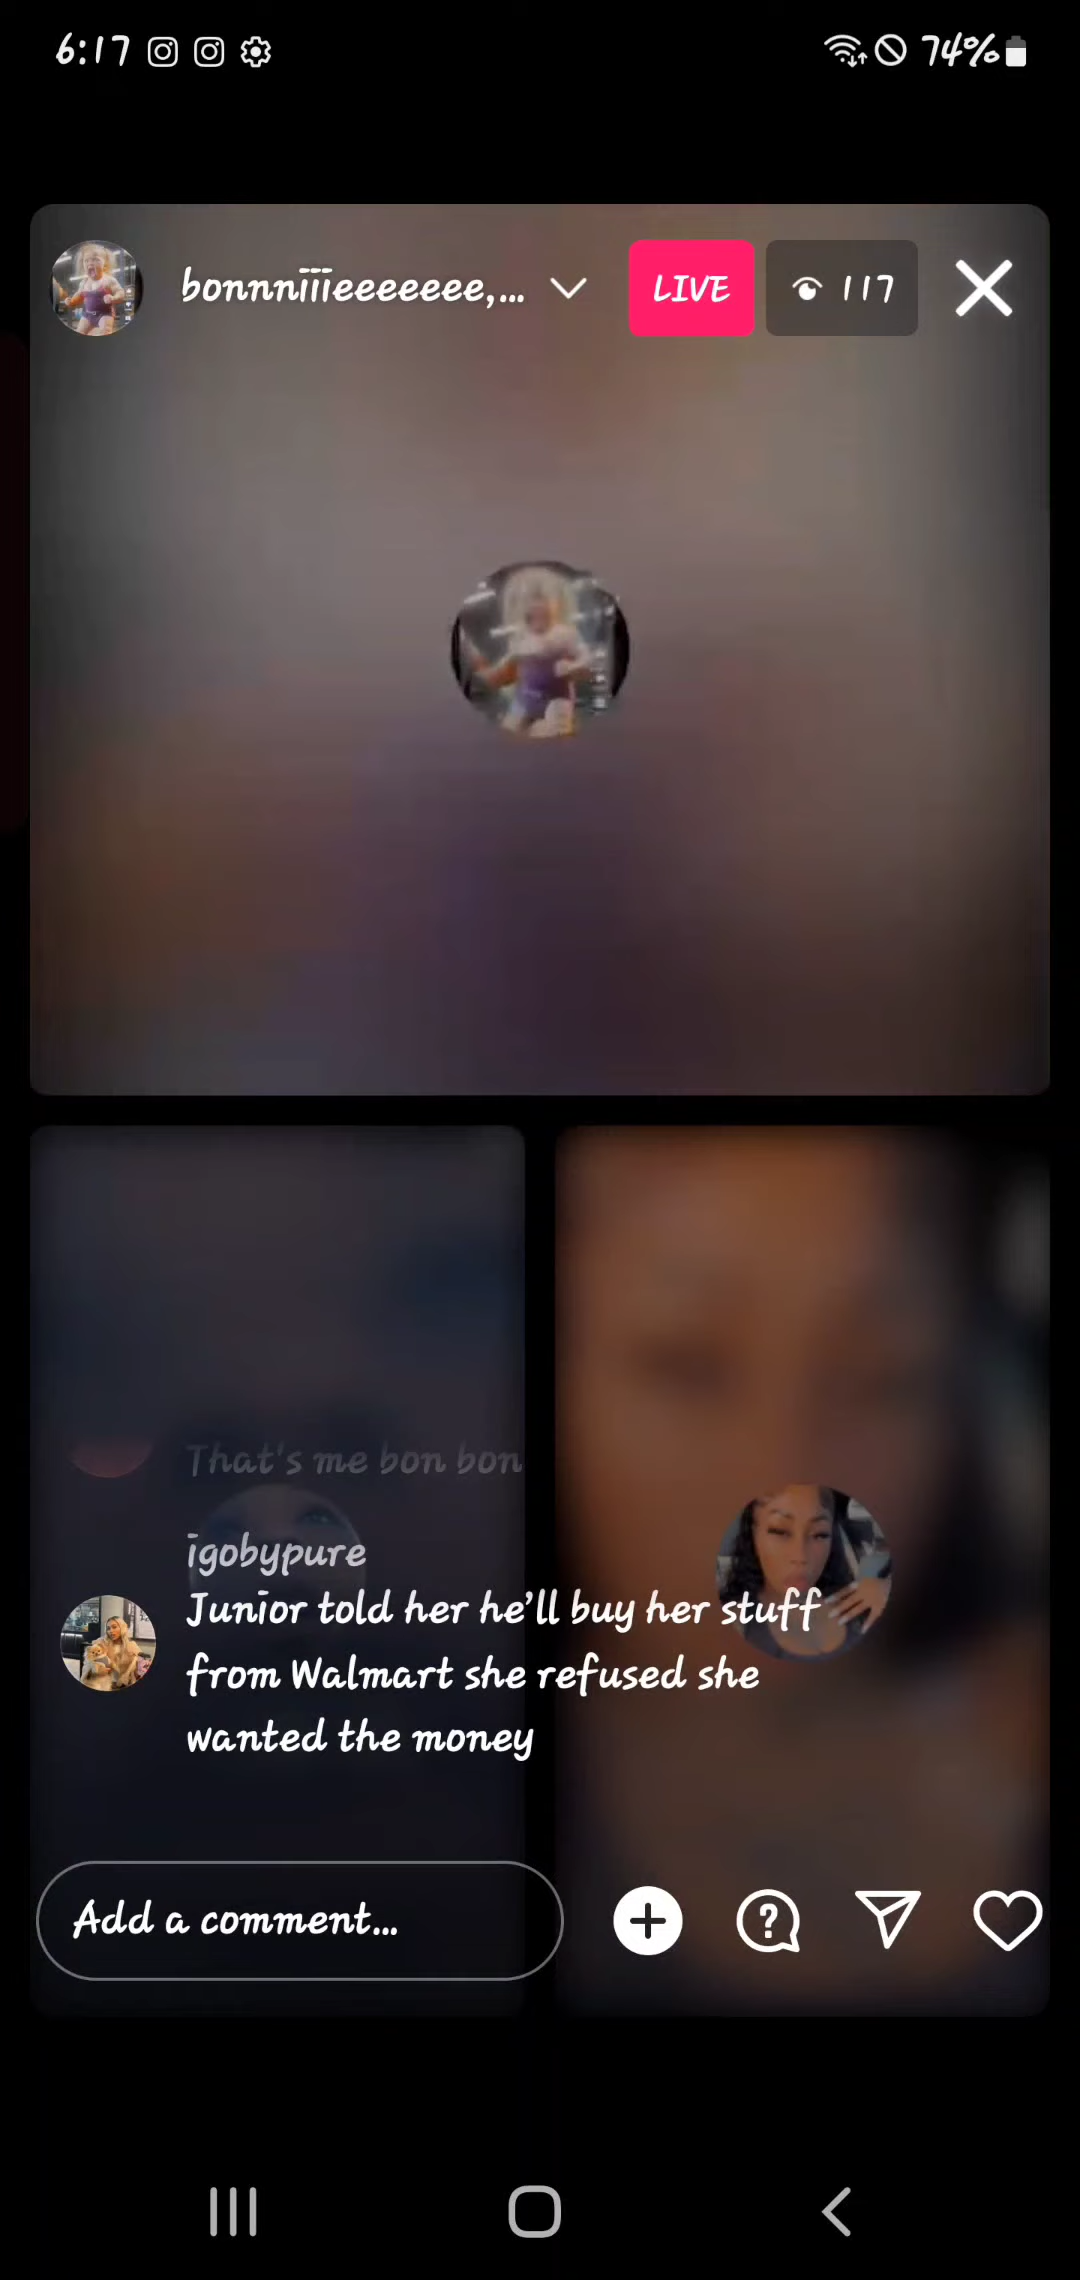 6:17
74%
bonnnïïïeeeeeee,...
LIVE
117
That's me bon bon
igobypure
Junior told her he’ll buy her stuff
from Walmart she refused she
wanted the money
Add a comment...